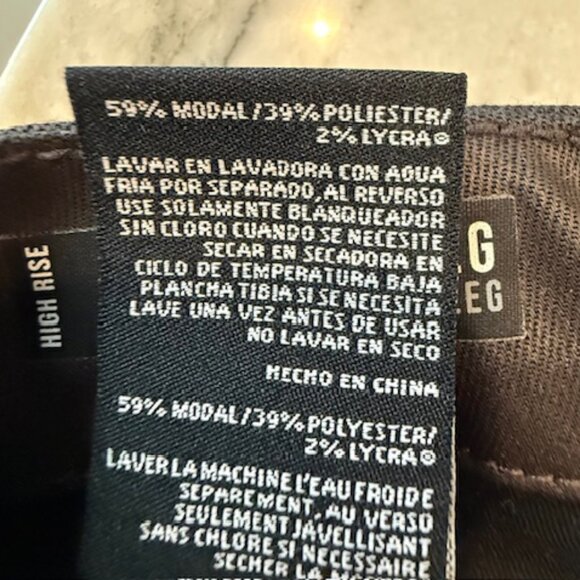 59% MODAL/39% POLIESTER/
2% LYCRA®
LAVAR EN LAVADORA CON AGUA
FRIA POR SEPARADO, AL REVERSO
USE SOLAMENTE BLANQUEADOR
SIN CLORO CUANDO SE NECESITE
SECAR EN SECADORA EN
CICLO DE TEMPERATURA BAJA
PLANCHA TIBIA SI SE NECESITA
LAVE UNA VEZ ANTES DE USAR
NO LAVAR EN SECO
HECHO EN CHINA
59% MODAL/39% POLYESTER/
2% LYCRA®
LAVER LA MACHINE L'EAU FROIDE
SEPAREMENT, AU VERSO
SEULEMENT JAVELLISANT
SANS CHLORE SI NECESSAIRE
SECHER LA
HIGH RISE